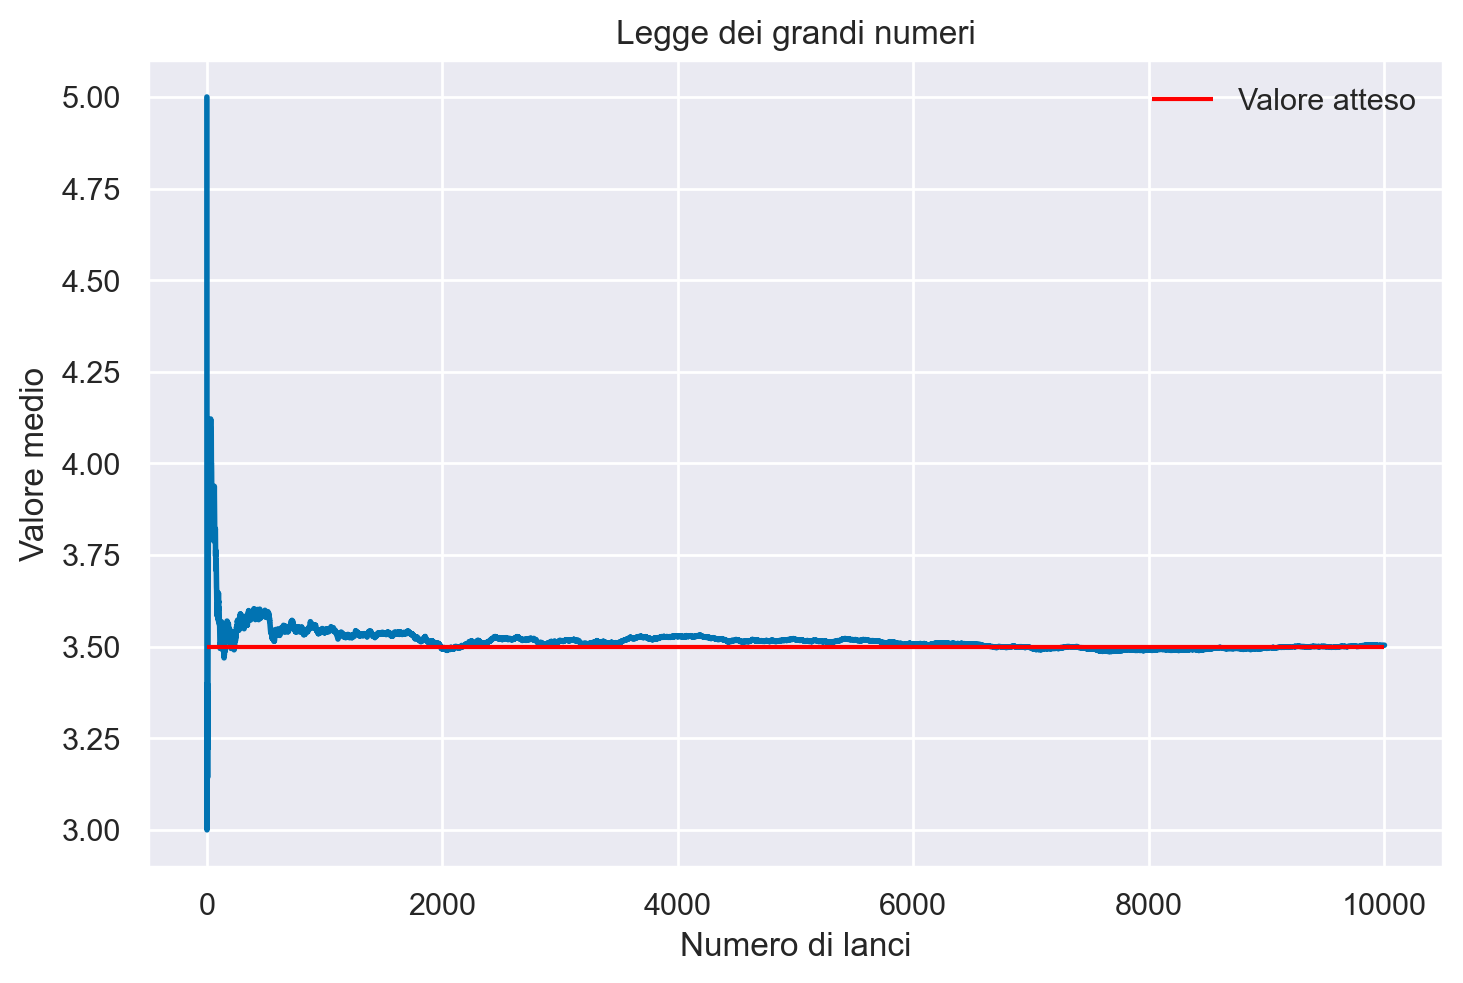 Legge dei grandi numeri
Valore atteso
5.00
4.75
4.50
4.25
4.00
3.75
3.50
3.25
3.00
Valore medio
0 2000 4000 6000 8000 10000
Numero di lanci